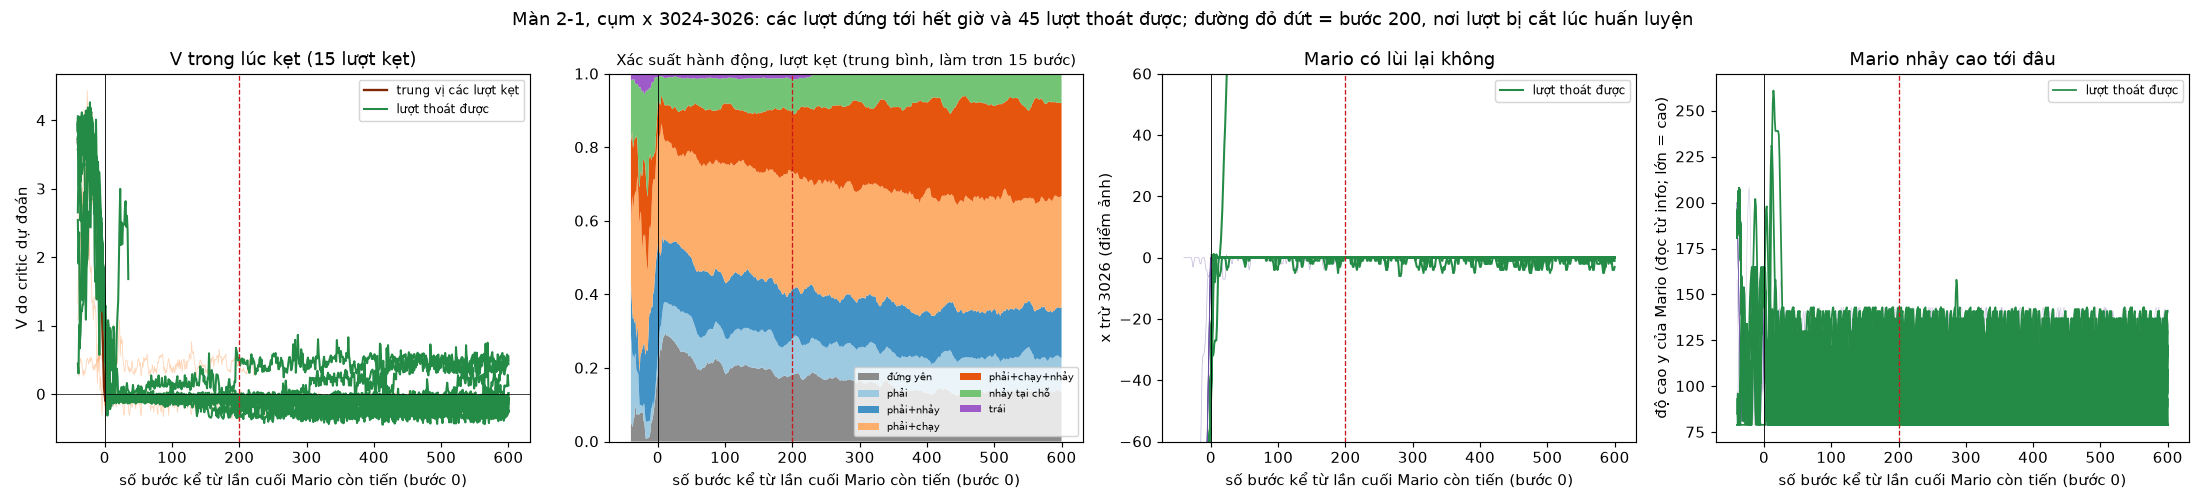 Màn 2-1, cụm x 3024-3026: các lượt đứng tới hết giờ và 45 lượt thoát được; đường đỏ đứt = bước 200, nơi lượt bị cắt lúc huấn luyện
V trong lúc kẹt (15 lượt kẹt)
V do critic dự đoán
4
3
2
1
0
trung vị các lượt kẹt
lượt thoát được
0 100 200 300 400 500 600
số bước kể từ lần cuối Mario còn tiến (bước 0)
Xác suất hành động, lượt kẹt (trung bình, làm trơn 15 bước)
1.0
0.8
0.6
0.4
0.2
0.0
đứng yên
phải
phải+nhảy
phải+chạy
phải+chạy+nhảy
nhảy tại chỗ
trái
0 100 200 300 400 500 600
số bước kể từ lần cuối Mario còn tiến (bước 0)
Mario có lùi lại không
x trừ 3026 (điểm ảnh)
60
40
20
0
−20
−40
−60
lượt thoát được
0 100 200 300 400 500 600
số bước kể từ lần cuối Mario còn tiến (bước 0)
Mario nhảy cao tới đâu
độ cao y của Mario (đọc từ info; lớn = cao)
250
225
200
175
150
125
100
75
lượt thoát được
0 100 200 300 400 500 600
số bước kể từ lần cuối Mario còn tiến (bước 0)